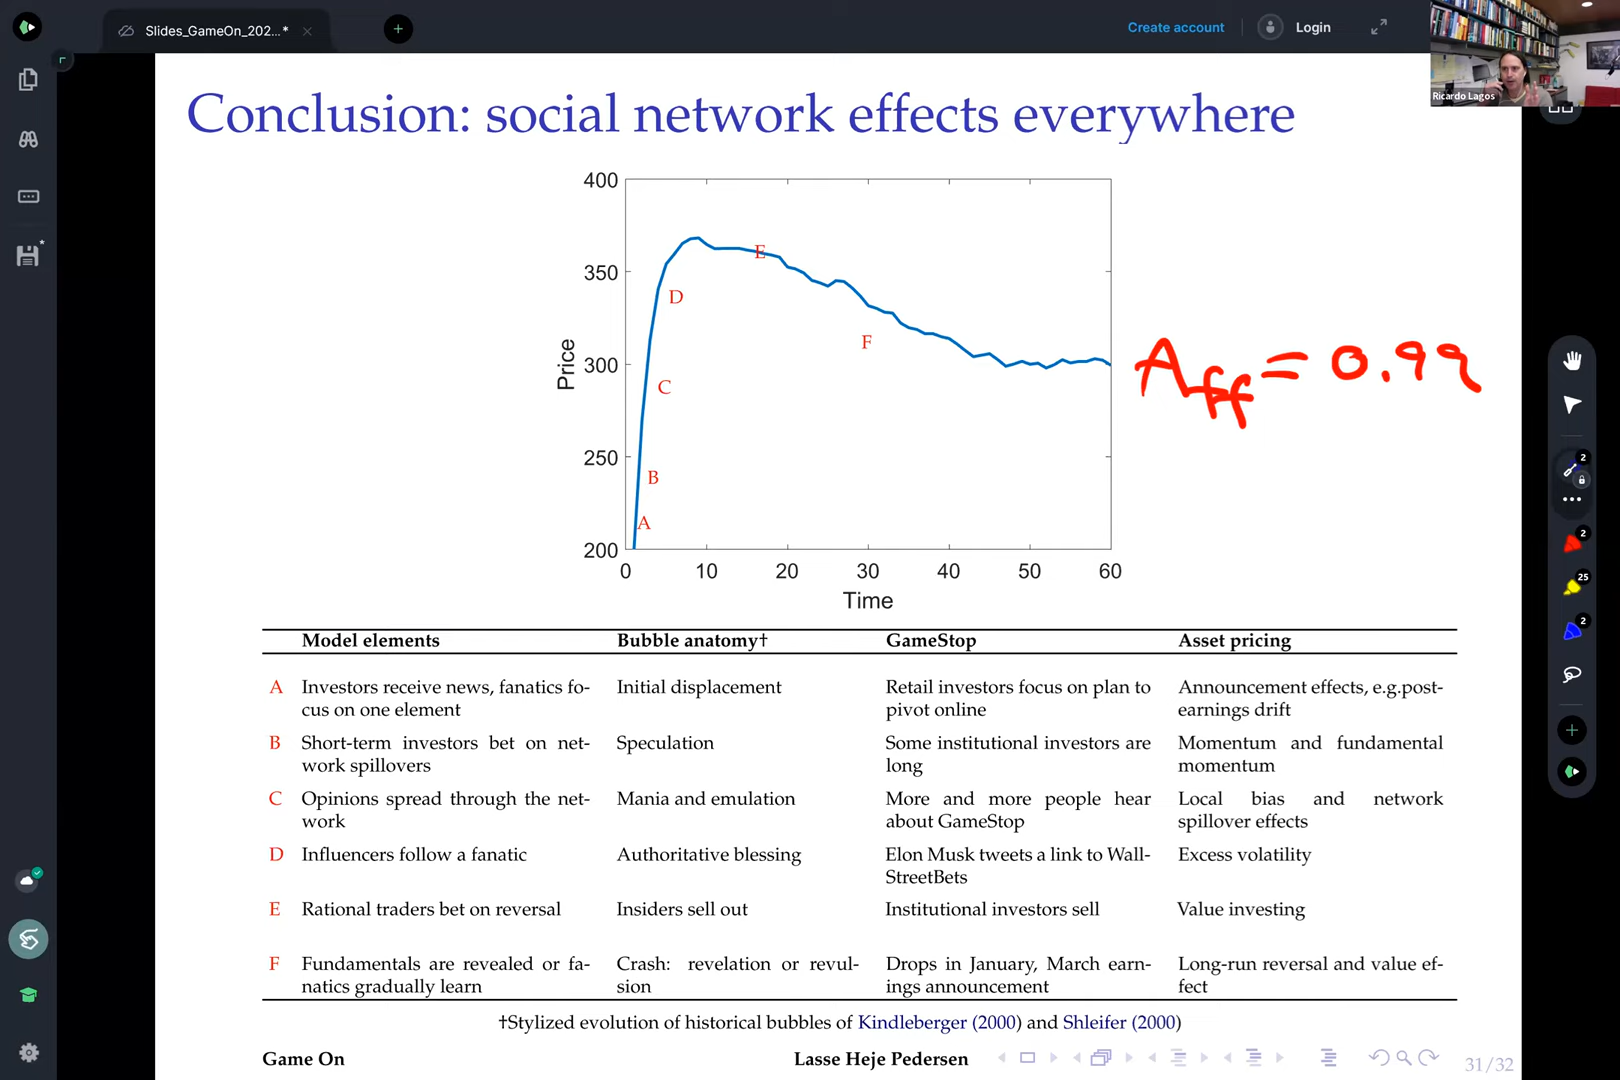 Slides_GameOn_202...*
Create account
Login
Ricardo Lagos
Conclusion: social network effects everywhere
400
350
300
250
200
Price
0 10 20 30 40 50 60
Time
A
B
C
D
E
F
Aff = 0.99
2
2
25
2
Model elements Bubble anatomy† GameStop Asset pricing
A Investors receive news, fanatics fo- Initial displacement Retail investors focus on plan to Announcement effects, e.g.post-
cus on one element pivot online earnings drift
B Short-term investors bet on net- Speculation Some institutional investors are Momentum and fundamental
work spillovers long momentum
C Opinions spread through the net- Mania and emulation More and more people hear Local bias and network
work about GameStop spillover effects
D Influencers follow a fanatic Authoritative blessing Elon Musk tweets a link to Wall- Excess volatility
StreetBets
E Rational traders bet on reversal Insiders sell out Institutional investors sell Value investing
F Fundamentals are revealed or fa- Crash: revelation or revul- Drops in January, March earn- Long-run reversal and value ef-
natics gradually learn sion ings announcement fect
†Stylized evolution of historical bubbles of Kindleberger (2000) and Shleifer (2000)
Game On Lasse Heje Pedersen 31/32